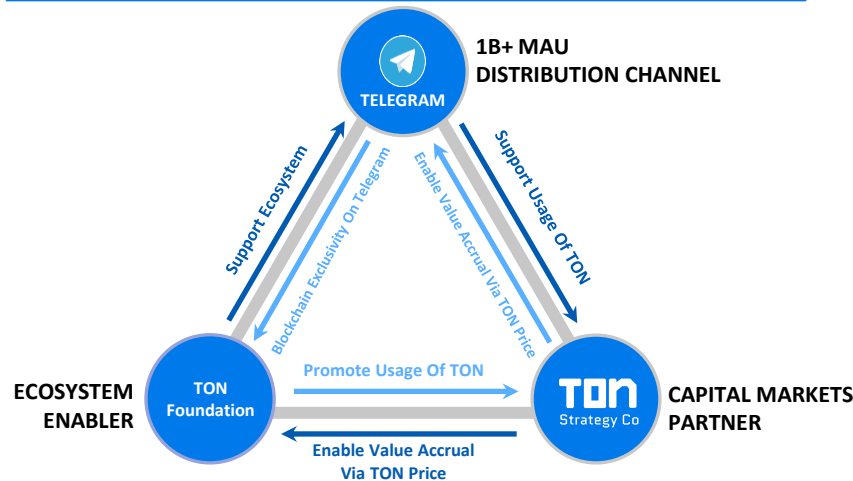 1B+ MAU
DISTRIBUTION CHANNEL
TELEGRAM
Support Ecosystem
Blockchain Exclusivity On Telegram
Enable Value Accrual Via TON Price
Support Usage Of TON
ECOSYSTEM
ENABLER
TON
Foundation
Promote Usage Of TON
TON
Strategy Co
CAPITAL MARKETS
PARTNER
Enable Value Accrual
Via TON Price